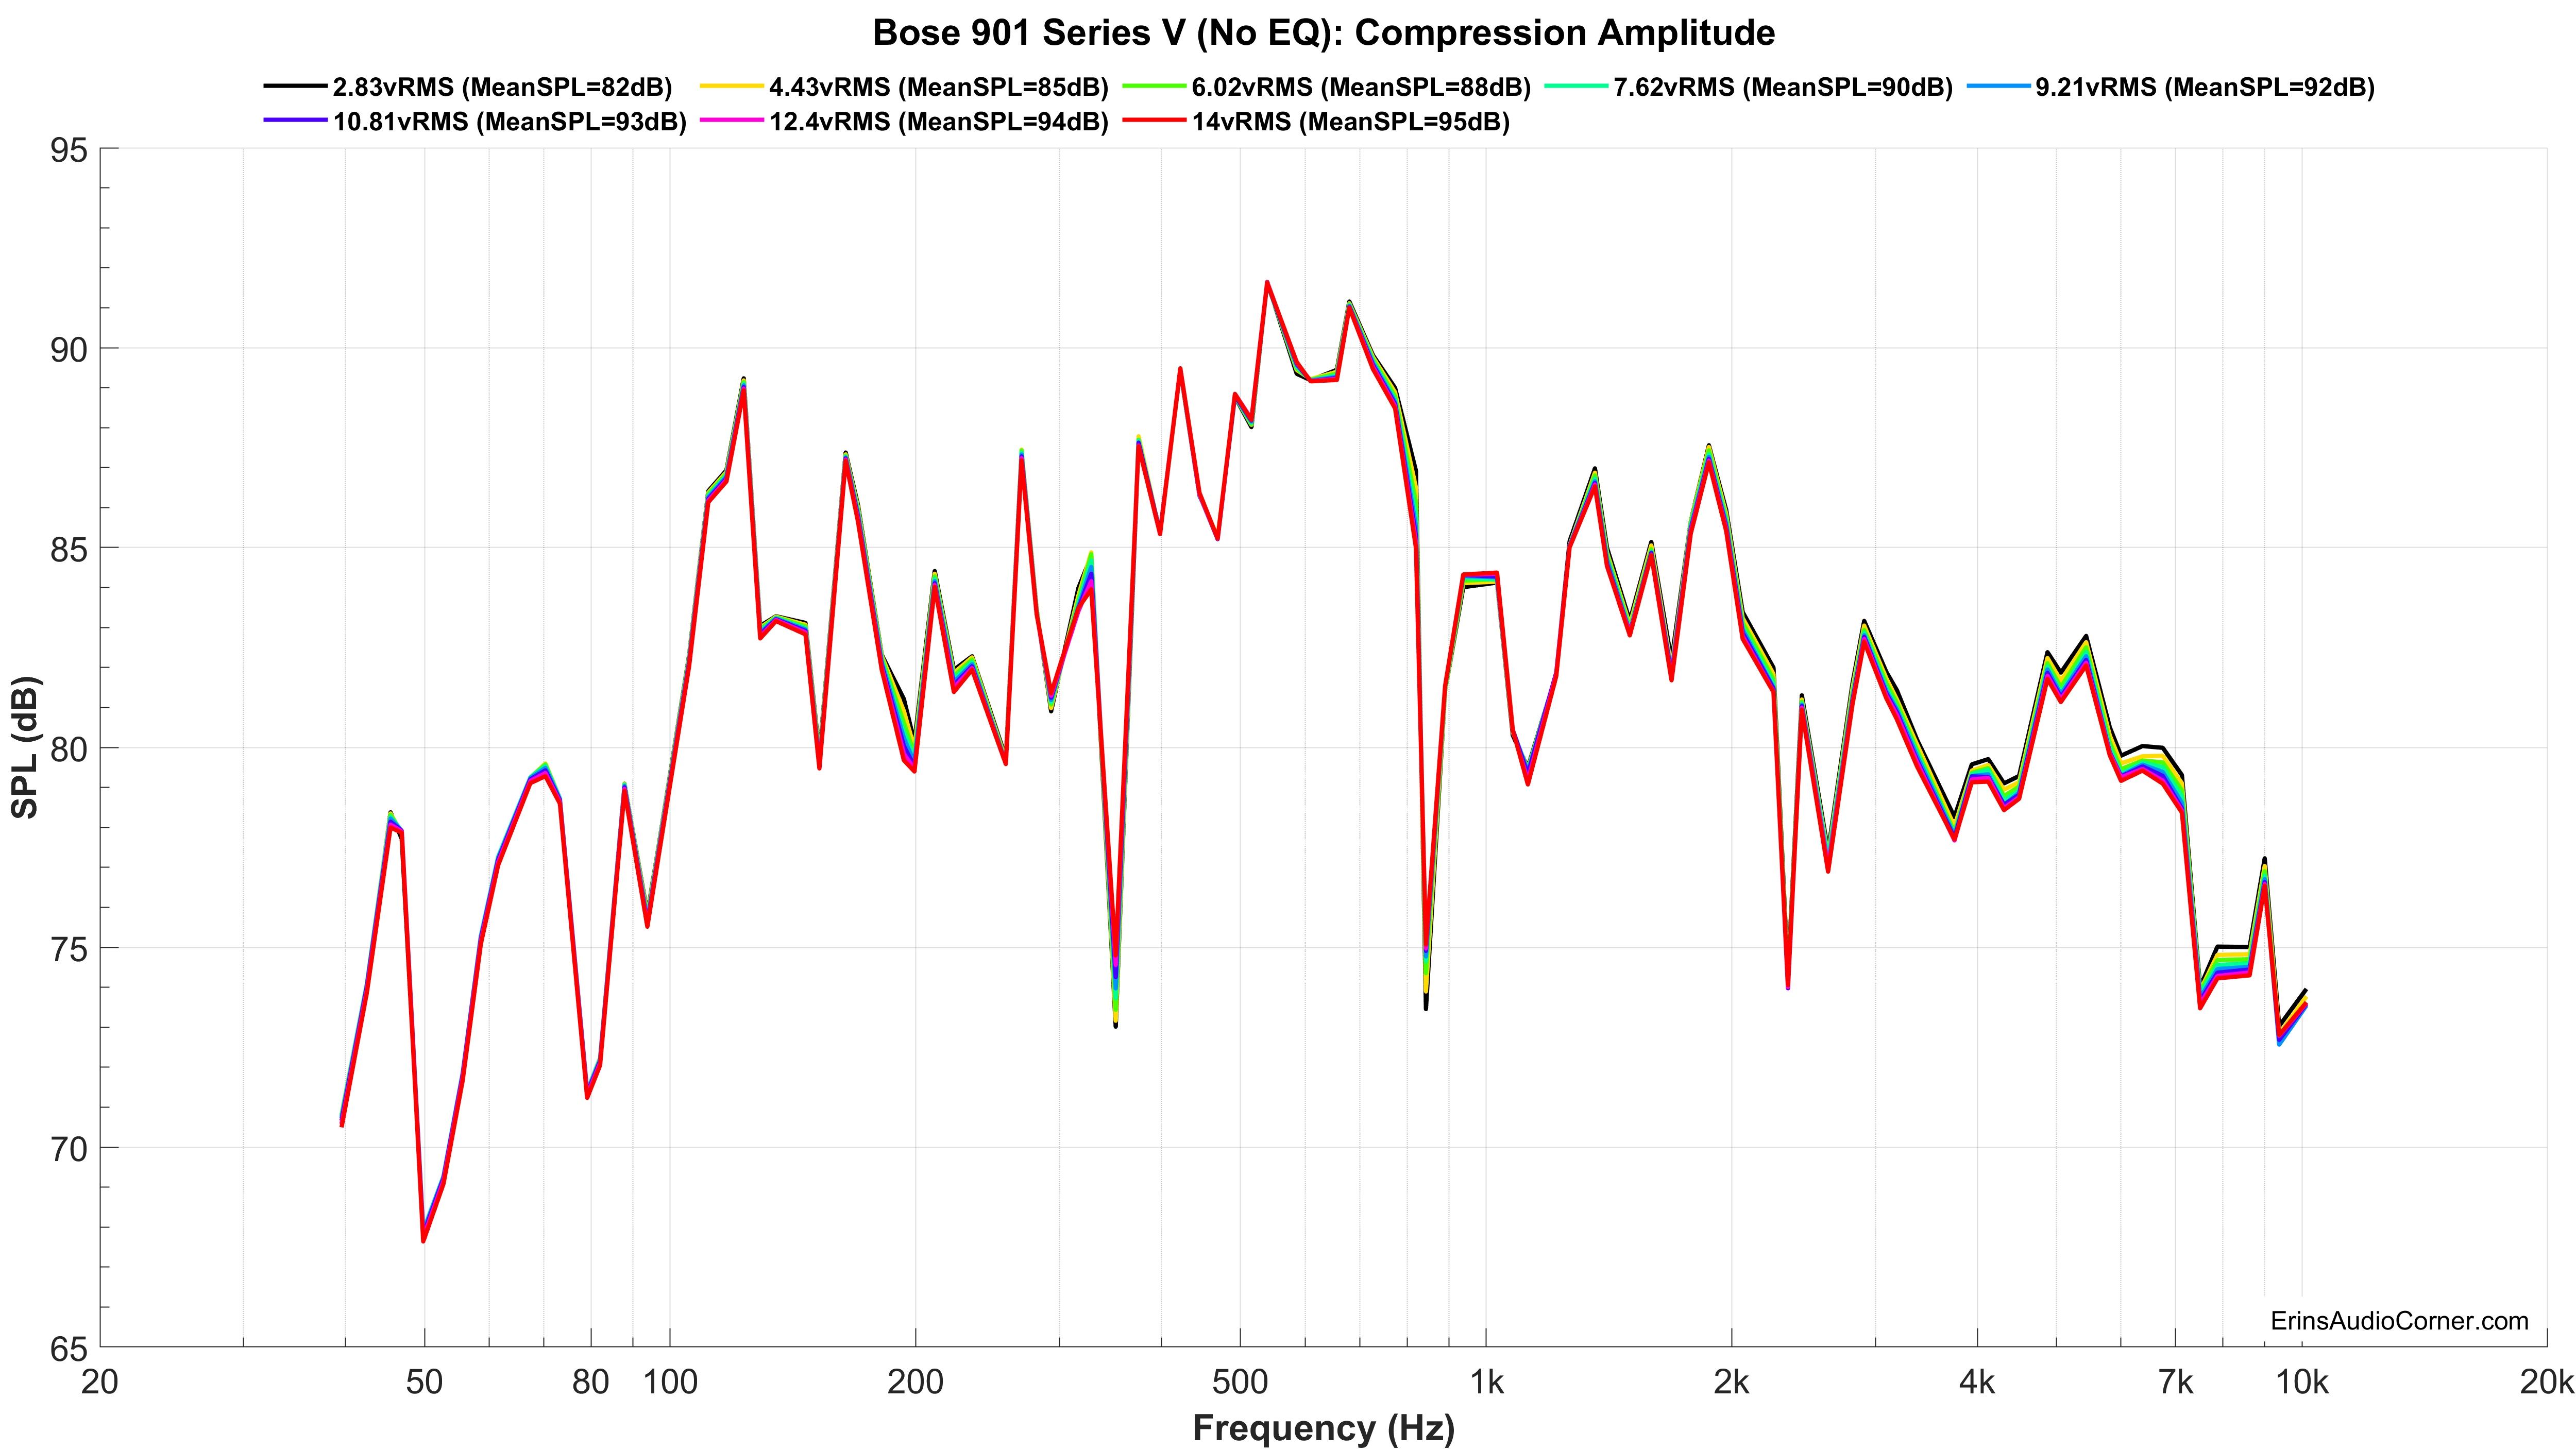 Bose 901 Series V (No EQ): Compression Amplitude
2.83vRMS (MeanSPL=82dB) 4.43vRMS (MeanSPL=85dB) 6.02vRMS (MeanSPL=88dB) 7.62vRMS (MeanSPL=90dB) 9.21vRMS (MeanSPL=92dB)
10.81vRMS (MeanSPL=93dB) 12.4vRMS (MeanSPL=94dB) 14vRMS (MeanSPL=95dB)
95
90
85
80
75
70
65
SPL (dB)
ErinsAudioCorner.com
20 50 80 100 200 500 1k 2k 4k 7k 10k 20k
Frequency (Hz)